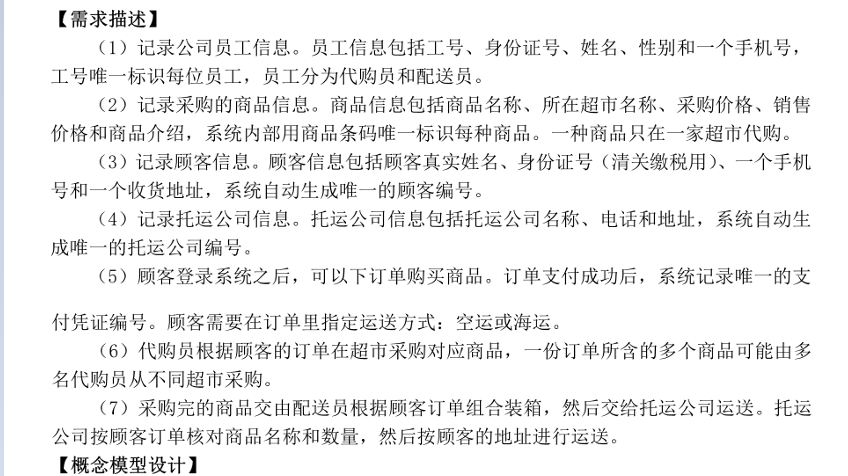 【需求描述】
（1）记录公司员工信息。员工信息包括工号、身份证号、姓名、性别和一个手机号，
工号唯一标识每位员工，员工分为代购员和配送员。
（2）记录采购的商品信息。商品信息包括商品名称、所在超市名称、采购价格、销售
价格和商品介绍，系统内部用商品条码唯一标识每种商品。一种商品只在一家超市代购。
（3）记录顾客信息。顾客信息包括顾客真实姓名、身份证号（清关缴税用）、一个手机
号和一个收货地址，系统自动生成唯一的顾客编号。
（4）记录托运公司信息。托运公司信息包括托运公司名称、电话和地址，系统自动生
成唯一的托运公司编号。
（5）顾客登录系统之后，可以下订单购买商品。订单支付成功后，系统记录唯一的支
付凭证编号。顾客需要在订单里指定运送方式：空运或海运。
（6）代购员根据顾客的订单在超市采购对应商品，一份订单所含的多个商品可能由多
名代购员从不同超市采购。
（7）采购完的商品交由配送员根据顾客订单组合装箱，然后交给托运公司运送。托运
公司按顾客订单核对商品名称和数量，然后按顾客的地址进行运送。
【概念模型设计】